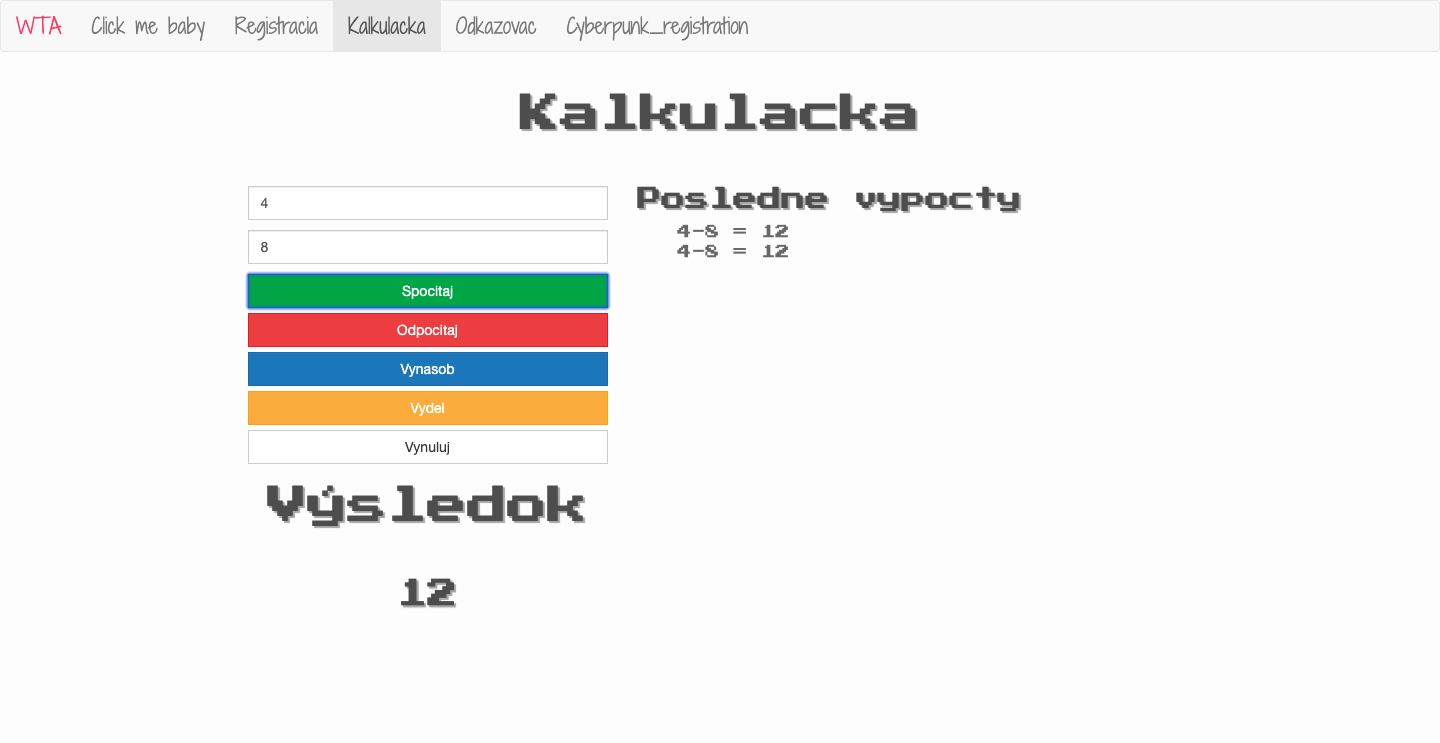 WTA Click me baby Registracia Kalkulacka Odkazovac Cyberpunk_registration
Kalkulacka
4
8
Spocitaj
Odpocitaj
Vynasob
Vydel
Vynuluj
Výsledok
12
Posledne vypocty
4-8 = 12
4-8 = 12